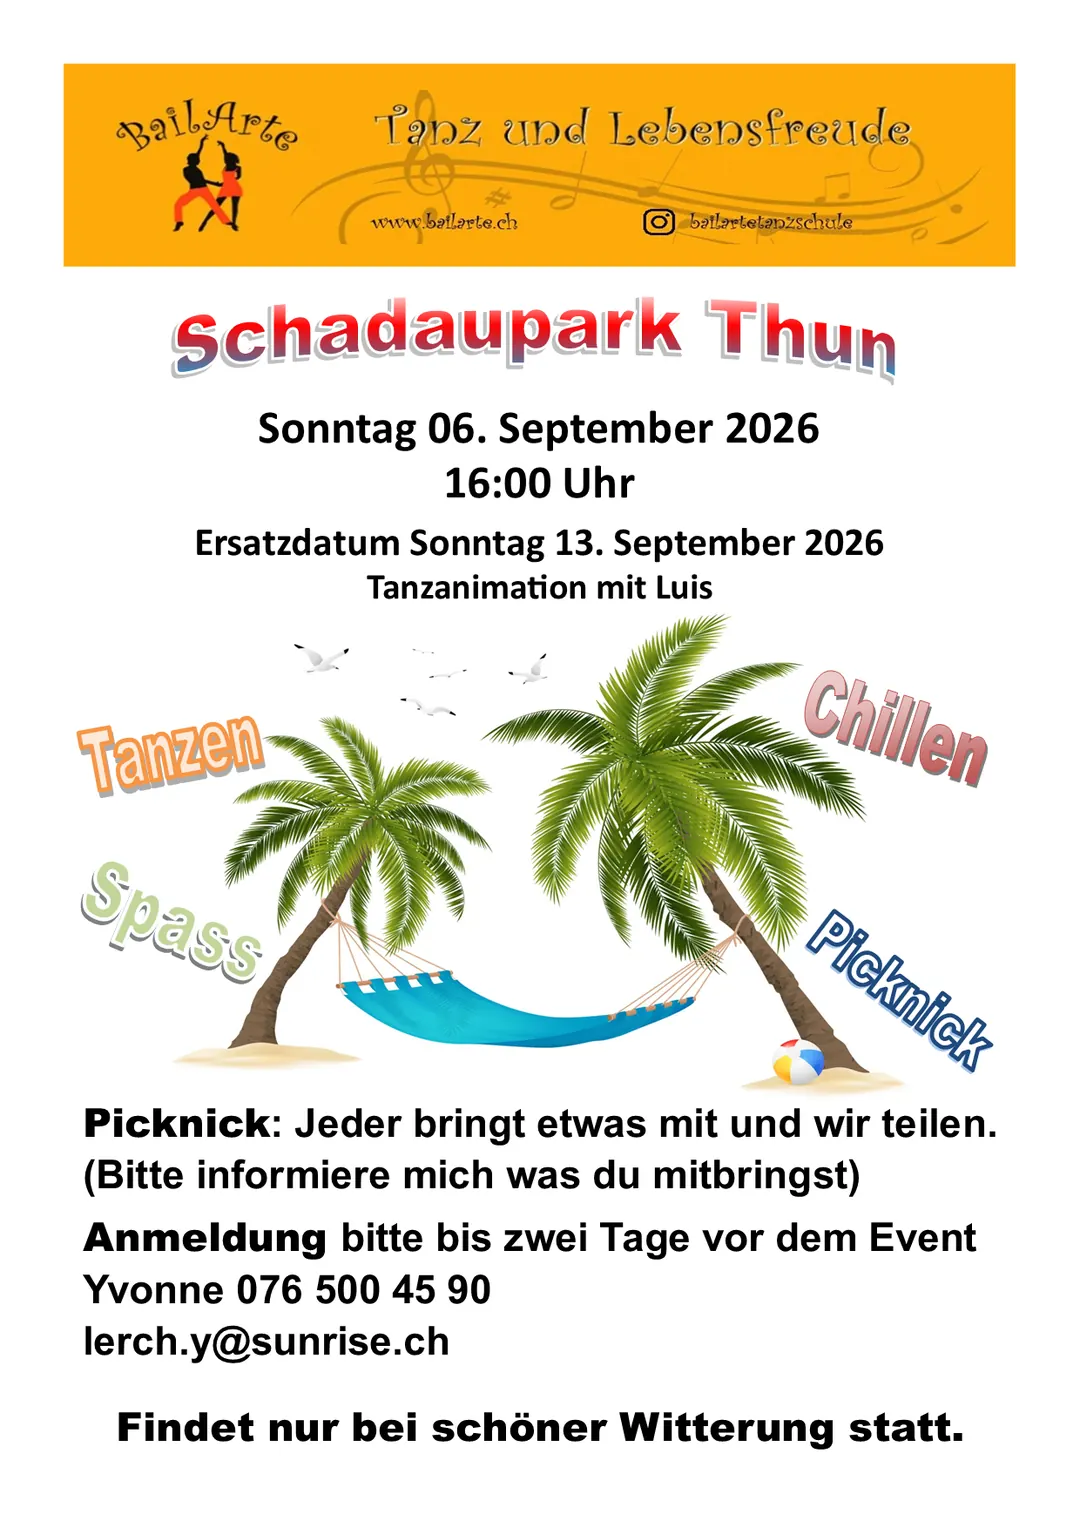 BailArte
Tanz und Lebensfreude
www.bailarte.ch
bailartetanzschule
Schadaupark Thun
Sonntag 06. September 2026
16:00 Uhr
Ersatzdatum Sonntag 13. September 2026
Tanzanimation mit Luis
Tanzen
Chillen
Spass
Picknick
Picknick: Jeder bringt etwas mit und wir teilen.
(Bitte informiere mich was du mitbringst)
Anmeldung bitte bis zwei Tage vor dem Event
Yvonne 076 500 45 90
lerch.y@sunrise.ch
Findet nur bei schöner Witterung statt.